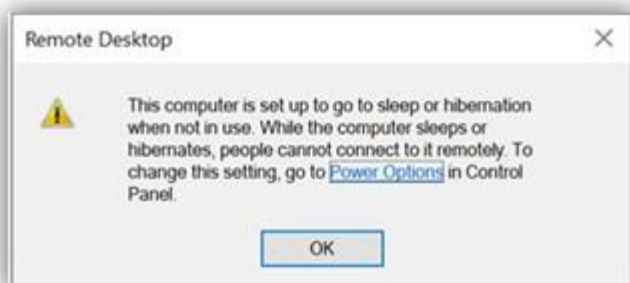 Remote Desktop
This computer is set up to go to sleep or hibernation
when not in use. While the computer sleeps or
hibernates, people cannot connect to it remotely. To
change this setting, go to Power Options in Control
Panel.
OK